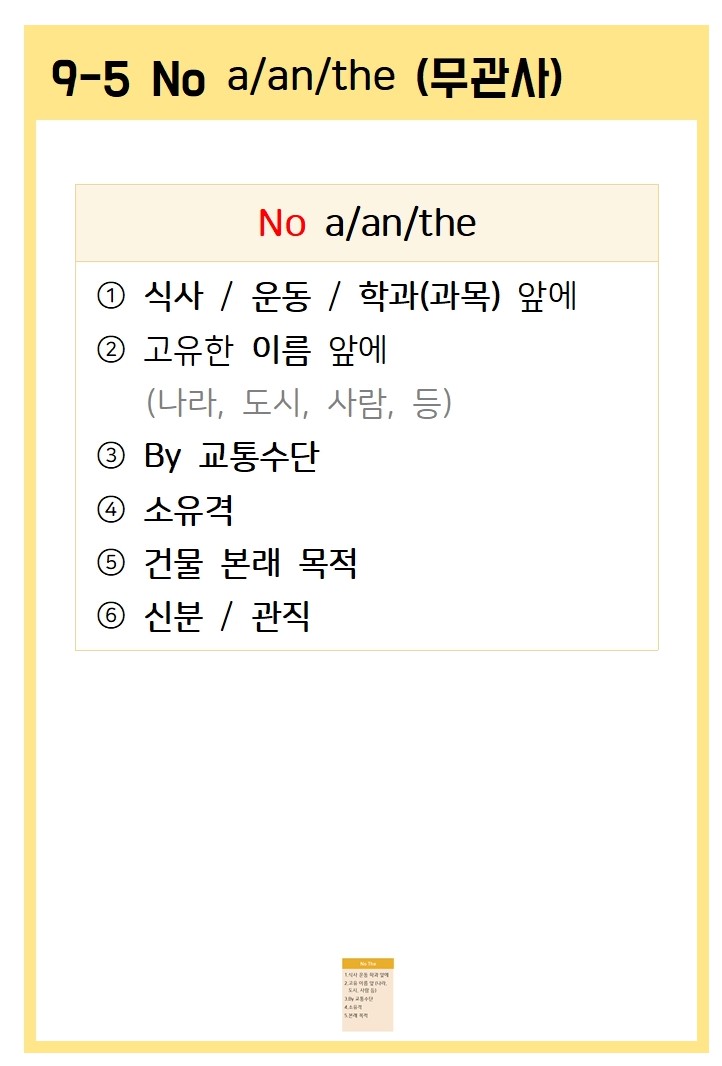 9-5 No a/an/the (무관사)
No a/an/the
① 식사 / 운동 / 학과(과목) 앞에
② 고유한 이름 앞에
(나라, 도시, 사람, 등)
③ By 교통수단
④ 소유격
⑤ 건물 본래 목적
⑥ 신분 / 관직
No The
1.식사 운동 학과 앞에
2.고유 이름 앞 (나라,
도시, 사람 등)
3.By 교통수단
4.소유격
5.본래 목적